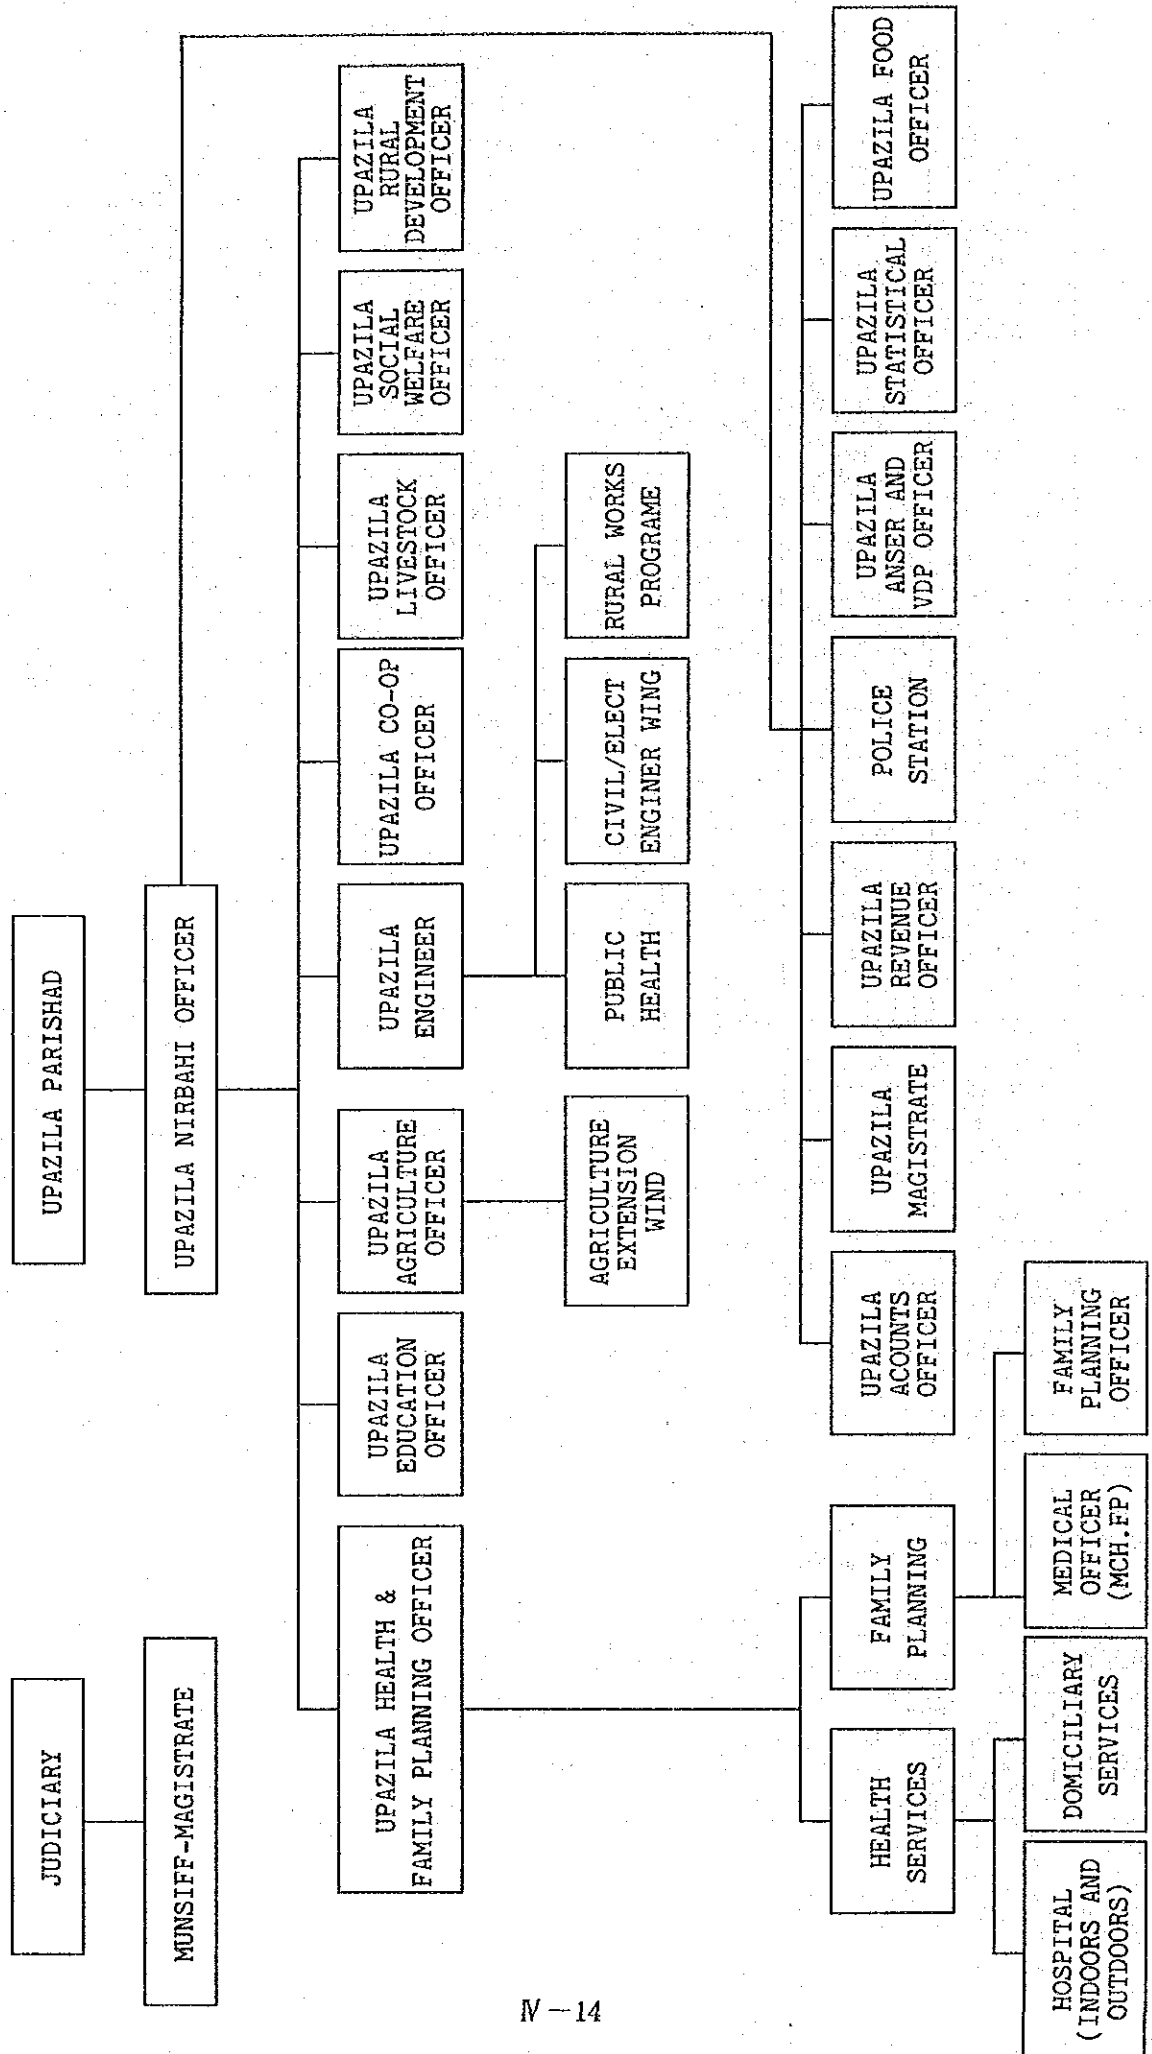 JUDICIARY
UPAZILA PARISHAD
MUNSIFF-MAGISTRATE
UPAZILA NIRBAHI OFFICER
UPAZILA HEALTH &
FAMILY PLANNING OFFICER
UPAZILA
EDUCATION
OFFICER
UPAZILA
AGRICULTURE
OFFICER
UPAZILA
ENGINEER
UPAZILA CO-OP
OFFICER
UPAZILA
LIVESTOCK
OFFICER
UPAZILA
SOCIAL
WELFARE
OFFICER
UPAZILA
RURAL
DEVELOPMENT
OFFICER
AGRICULTURE
EXTENSION
WIND
PUBLIC
HEALTH
CIVIL/ELECT
ENGINER WING
RURAL WORKS
PROGRAME
HEALTH
SERVICES
FAMILY
PLANNING
UPAZILA
ACOUNTS
OFFICER
UPAZILA
MAGISTRATE
UPAZILA
REVENUE
OFFICER
POLICE
STATION
UPAZILA
ANSER AND
VDP OFFICER
UPAZILA
STATISTICAL
OFFICER
UPAZILA FOOD
OFFICER
HOSPITAL
(INDOORS AND
OUTDOORS)
DOMICILIARY
SERVICES
MEDICAL
OFFICER
(MCH.FP)
FAMILY
PLANNING
OFFICER
Ⅳ-14